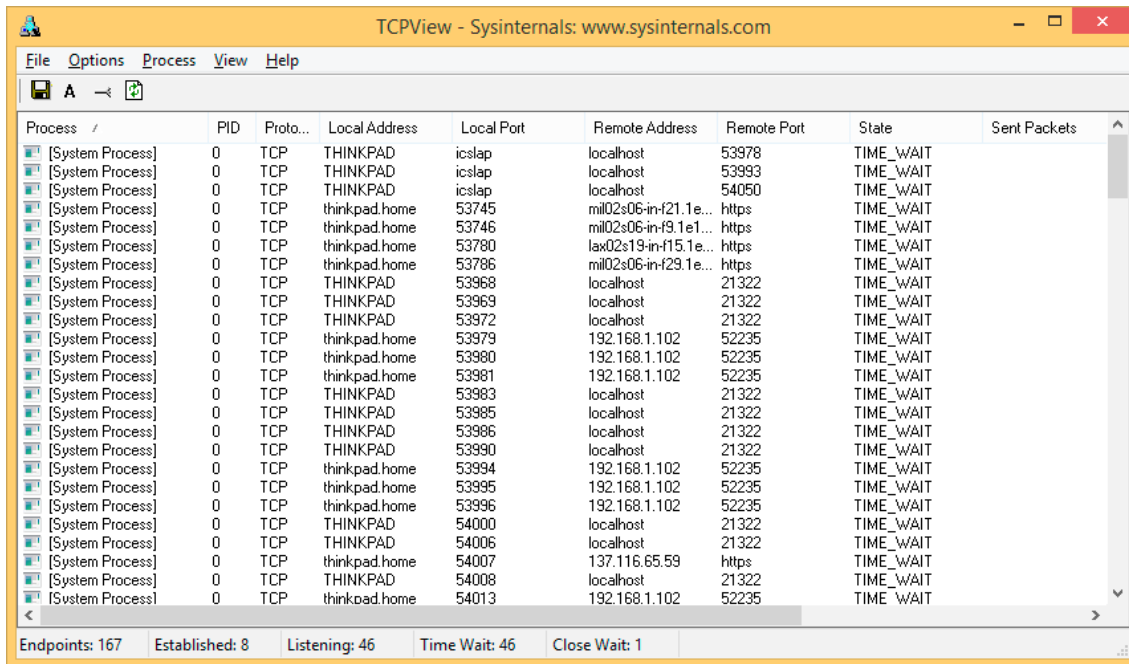 TCPView - Sysinternals: www.sysinternals.com
File Options Process View Help
A
Process / PID Proto... Local Address Local Port Remote Address Remote Port State Sent Packets
[System Process] 0 TCP THINKPAD icslap localhost 53978 TIME_WAIT
[System Process] 0 TCP THINKPAD icslap localhost 53993 TIME_WAIT
[System Process] 0 TCP THINKPAD icslap localhost 54050 TIME_WAIT
[System Process] 0 TCP thinkpad.home 53745 mil02s06-in-f21.1e... https TIME_WAIT
[System Process] 0 TCP thinkpad.home 53746 mil02s06-in-f9.1e1... https TIME_WAIT
[System Process] 0 TCP thinkpad.home 53780 lax02s19-in-f15.1e... https TIME_WAIT
[System Process] 0 TCP thinkpad.home 53786 mil02s06-in-f29.1e... https TIME_WAIT
[System Process] 0 TCP THINKPAD 53968 localhost 21322 TIME_WAIT
[System Process] 0 TCP THINKPAD 53969 localhost 21322 TIME_WAIT
[System Process] 0 TCP THINKPAD 53972 localhost 21322 TIME_WAIT
[System Process] 0 TCP thinkpad.home 53979 192.168.1.102 52235 TIME_WAIT
[System Process] 0 TCP thinkpad.home 53980 192.168.1.102 52235 TIME_WAIT
[System Process] 0 TCP thinkpad.home 53981 192.168.1.102 52235 TIME_WAIT
[System Process] 0 TCP THINKPAD 53983 localhost 21322 TIME_WAIT
[System Process] 0 TCP THINKPAD 53985 localhost 21322 TIME_WAIT
[System Process] 0 TCP THINKPAD 53986 localhost 21322 TIME_WAIT
[System Process] 0 TCP THINKPAD 53990 localhost 21322 TIME_WAIT
[System Process] 0 TCP thinkpad.home 53994 192.168.1.102 52235 TIME_WAIT
[System Process] 0 TCP thinkpad.home 53995 192.168.1.102 52235 TIME_WAIT
[System Process] 0 TCP thinkpad.home 53996 192.168.1.102 52235 TIME_WAIT
[System Process] 0 TCP THINKPAD 54000 localhost 21322 TIME_WAIT
[System Process] 0 TCP THINKPAD 54006 localhost 21322 TIME_WAIT
[System Process] 0 TCP thinkpad.home 54007 137.116.65.59 https TIME_WAIT
[System Process] 0 TCP THINKPAD 54008 localhost 21322 TIME_WAIT
[System Process] 0 TCP thinkpad.home 54013 192.168.1.102 52235 TIME_WAIT
Endpoints: 167 Established: 8 Listening: 46 Time Wait: 46 Close Wait: 1